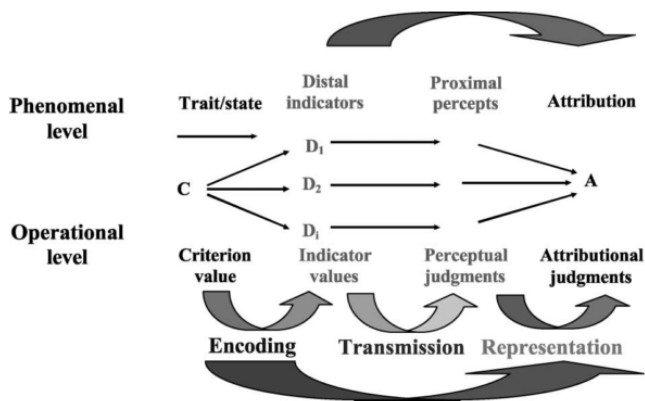 Distal Proximal
Phenomenal Trait/state indicators percepts Attribution
level
D₁
C D₂ A
Operational Dᵢ
level
Criterion Indicator Perceptual Attributional
value values judgments judgments
Encoding Transmission Representation